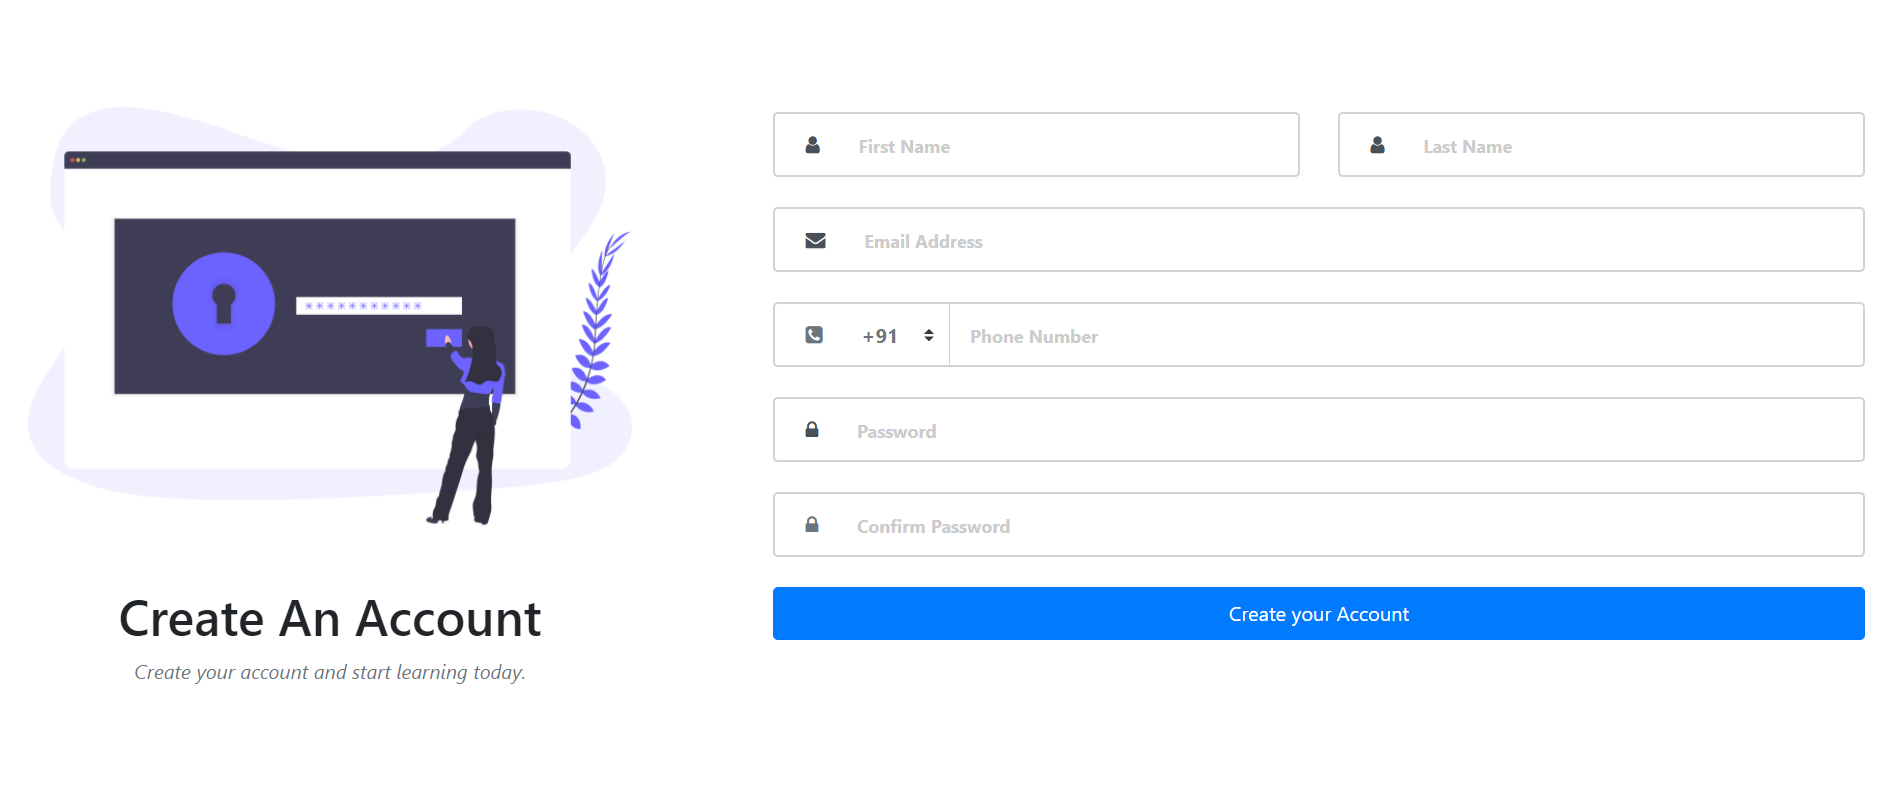 First Name
Last Name
Email Address
+91
Phone Number
Password
Confirm Password
Create your Account
Create An Account
Create your account and start learning today.